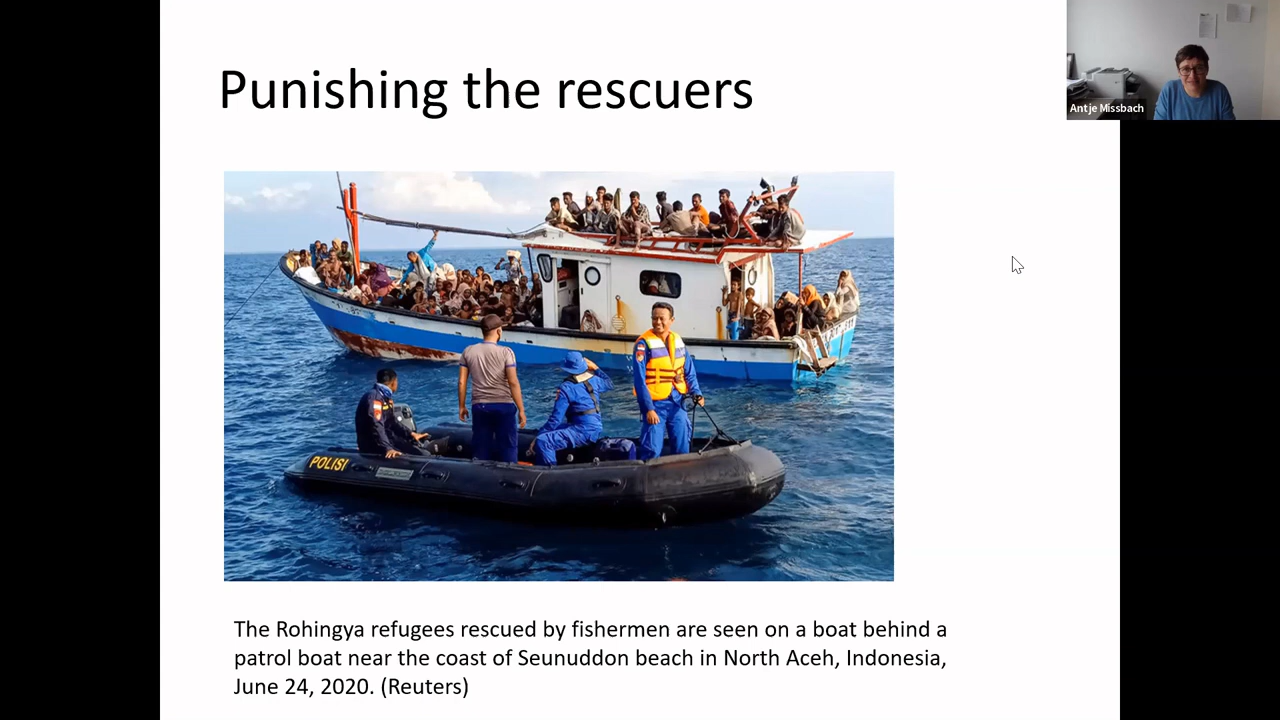 Punishing the rescuers
Antje Missbach
POLISI
The Rohingya refugees rescued by fishermen are seen on a boat behind a
patrol boat near the coast of Seunuddon beach in North Aceh, Indonesia,
June 24, 2020. (Reuters)